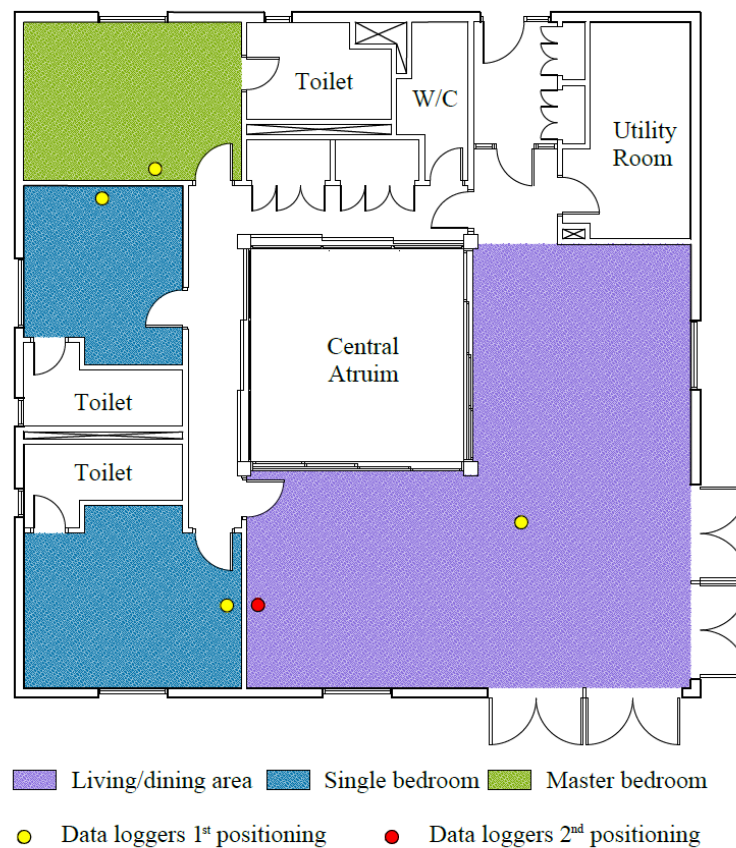 Toilet
W/C
Utility
Room
Central
Atruim
Toilet
Toilet
Living/dining area
Single bedroom
Master bedroom
Data loggers 1st positioning
Data loggers 2nd positioning